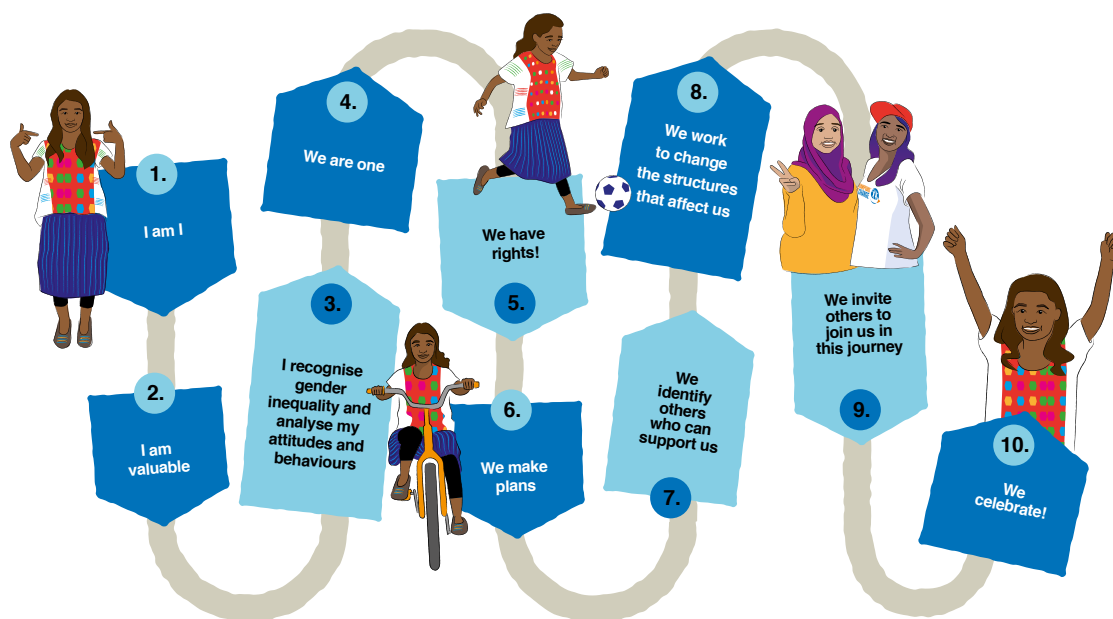 1.
I am I
2.
I am
valuable
3.
I recognise
gender
inequality and
analyse my
attitudes and
behaviours
4.
We are one
We have
rights!
5.
6.
We make
plans
We
identify
others
who can
support us
7.
8.
We work
to change
the structures
that affect us
We invite
others to
join us in
this journey
9.
10.
We
celebrate!